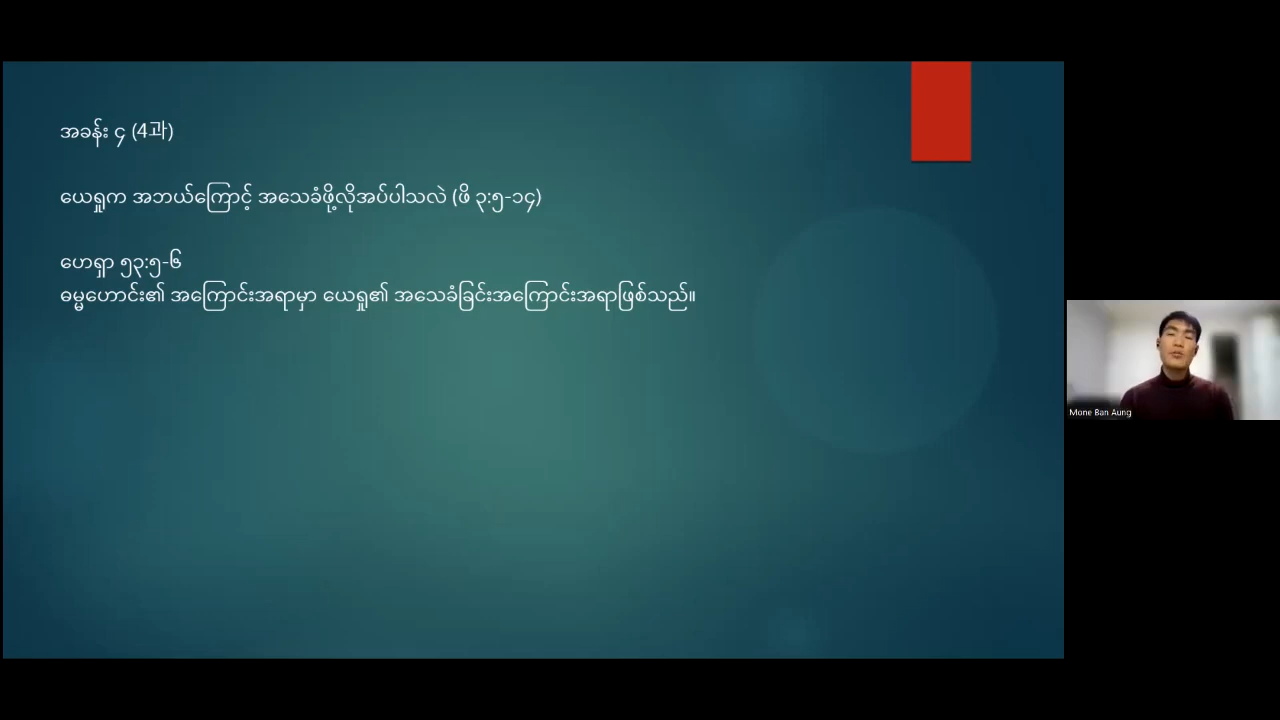 အခန်း ၄ (4과)
ယေရှုက အဘယ်ကြောင့် အသေခံဖို့လိုအပ်ပါသလဲ (ဖိ ၃:၅-၁၄)
ဟေရှာ ၅၃:၅-၆
ဓမ္မဟောင်း၏ အကြောင်းအရာမှာ ယေရှု၏ အသေခံခြင်းအကြောင်းအရာဖြစ်သည်။
Mone Ban Aung